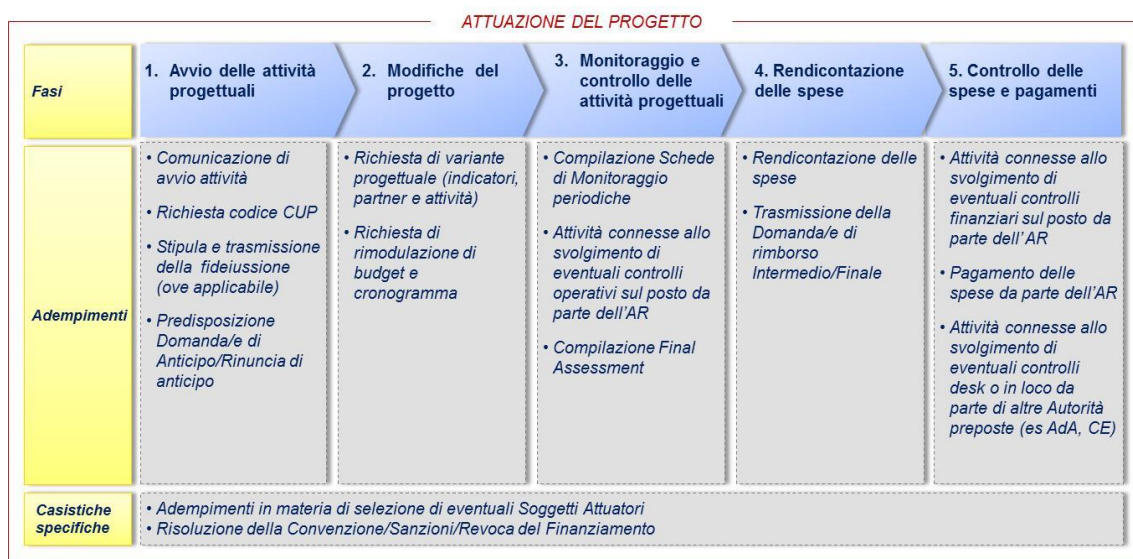 ATTUAZIONE DEL PROGETTO
Fasi
1. Avvio delle attività
progettuali
2. Modifiche del
progetto
3. Monitoraggio e
controllo delle
attività progettuali
4. Rendicontazione
delle spese
5. Controllo delle
spese e pagamenti
Adempimenti
• Comunicazione di
avvio attività
• Richiesta codice CUP
• Stipula e trasmissione
della fideiussione
(ove applicabile)
• Predisposizione
Domanda/e di
Anticipo/Rinuncia di
anticipo
• Richiesta di variante
progettuale (indicatori,
partner e attività)
• Richiesta di
rimodulazione di
budget e
cronogramma
• Compilazione Schede
di Monitoraggio
periodiche
• Attività connesse allo
svolgimento di
eventuali controlli
operativi sul posto da
parte dell'AR
• Compilazione Final
Assessment
• Rendicontazione delle
spese
• Trasmissione della
Domanda/e di
rimborso
Intermedio/Finale
• Attività connesse allo
svolgimento di
eventuali controlli
finanziari sul posto da
parte dell'AR
• Pagamento delle
spese da parte dell'AR
• Attività connesse allo
svolgimento di
eventuali controlli
desk o in loco da
parte di altre Autorità
preposte (es AdA, CE)
Casistiche
specifiche
• Adempimenti in materia di selezione di eventuali Soggetti Attuatori
• Risoluzione della Convenzione/Sanzioni/Revoca del Finanziamento